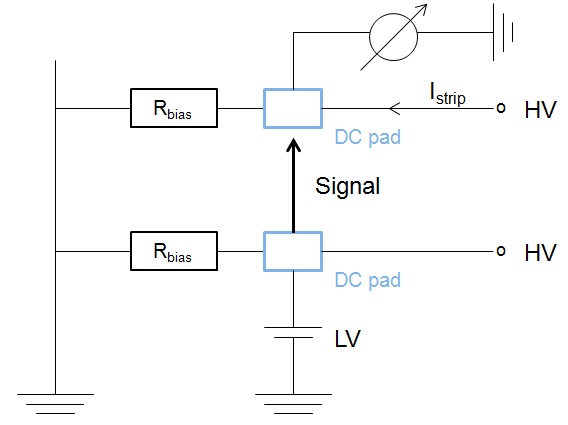 I_strip
R_bias
HV
DC pad
Signal
R_bias
HV
DC pad
LV